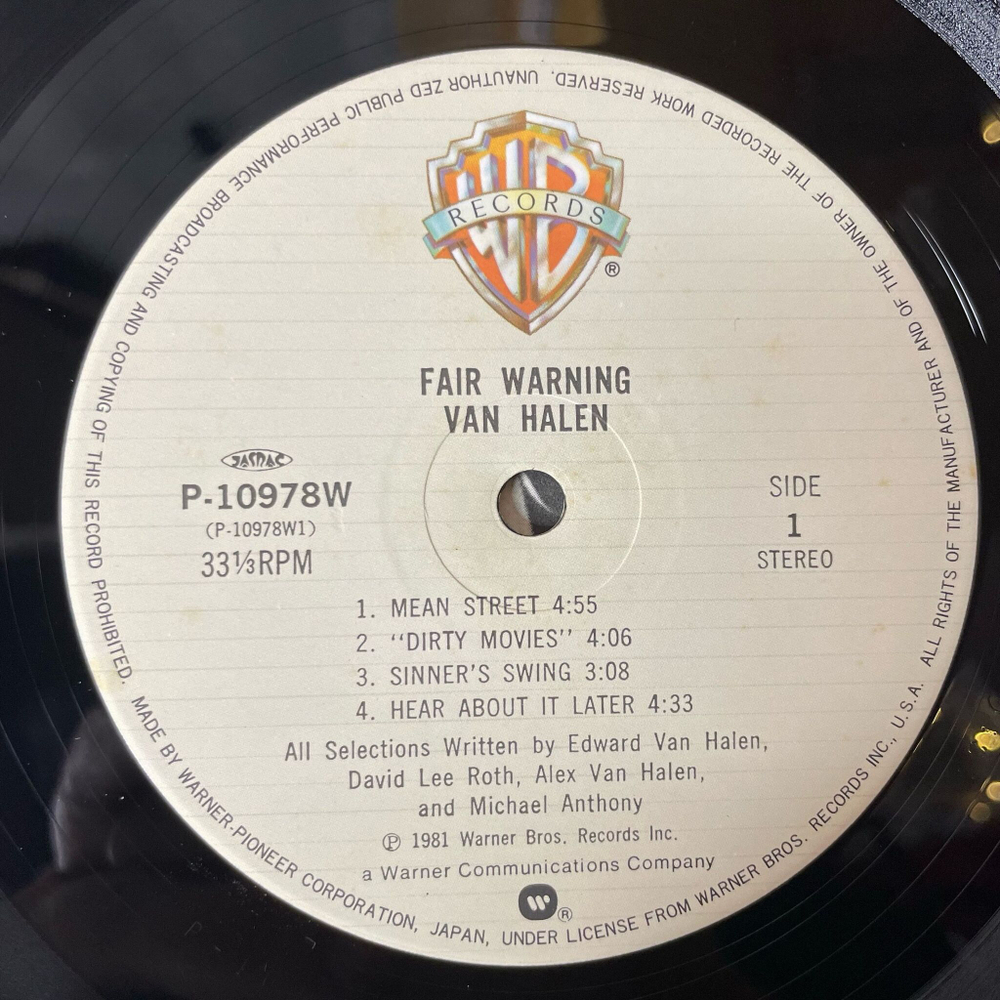 WB
RECORDS
®
FAIR WARNING
VAN HALEN
JASRAC
P-10978W
(P-10978W1)
33⅓RPM
SIDE
1
STEREO
1. MEAN STREET 4:55
2. “DIRTY MOVIES” 4:06
3. SINNER'S SWING 3:08
4. HEAR ABOUT IT LATER 4:33
All Selections Written by Edward Van Halen,
David Lee Roth, Alex Van Halen,
and Michael Anthony
℗ 1981 Warner Bros. Records Inc.
a Warner Communications Company
®
MADE BY WARNER-PIONEER CORPORATION, JAPAN, UNDER LICENSE FROM WARNER BROS. RECORDS INC., U.S.A. ALL RIGHTS OF THE MANUFACTURER AND OF THE OWNER OF THE RECORDED WORK RESERVED. UNAUTHOR ZED PUBLIC PERFORMANCE BROADCASTING AND COPYING OF THIS RECORD PROHIBITED.